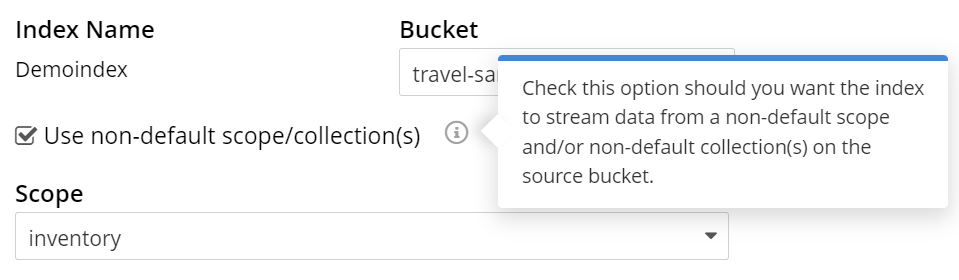 Index Name
Bucket
Demoindex
travel-sa
Check this option should you want the index
to stream data from a non-default scope
and/or non-default collection(s) on the
source bucket.
Use non-default scope/collection(s)
Scope
inventory